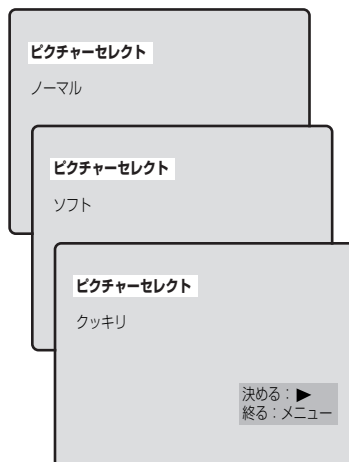 ピクチャーセレクト
ノーマル
ピクチャーセレクト
ソフト
ピクチャーセレクト
クッキリ
決める：▶
終る：メニュー